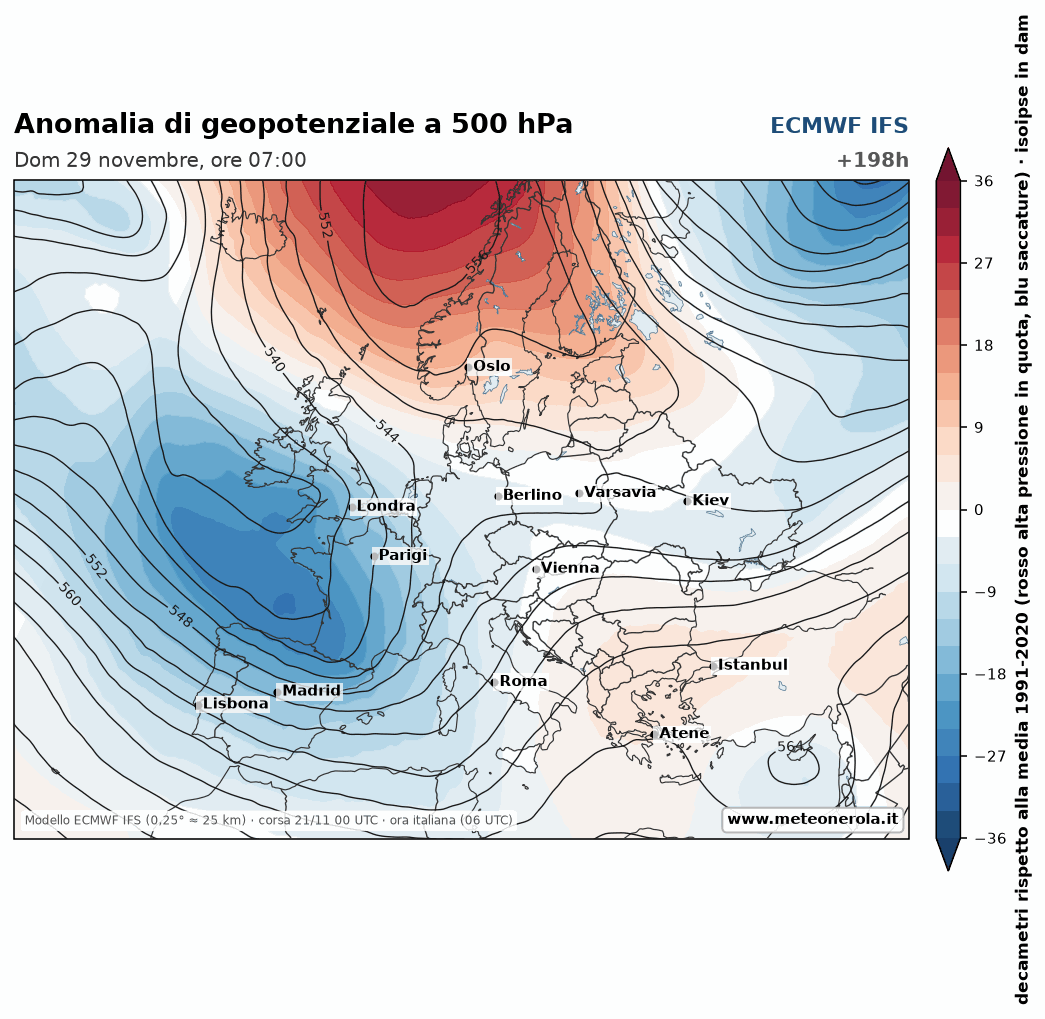 Anomalia di geopotenziale a 500 hPa
ECMWF IFS
Dom 29 novembre, ore 07:00
+198h
552
556
540
544
552
560
548
564
Oslo
Londra
Berlino
Varsavia
Kiev
Parigi
Vienna
Istanbul
Roma
Madrid
Lisbona
Atene
Modello ECMWF IFS (0,25° ≈ 25 km) · corsa 21/11 00 UTC · ora italiana (06 UTC)
www.meteonerola.it
36
27
18
9
0
−9
−18
−27
−36
decametri rispetto alla media 1991-2020 (rosso alta pressione in quota, blu saccature) · isoipse in dam